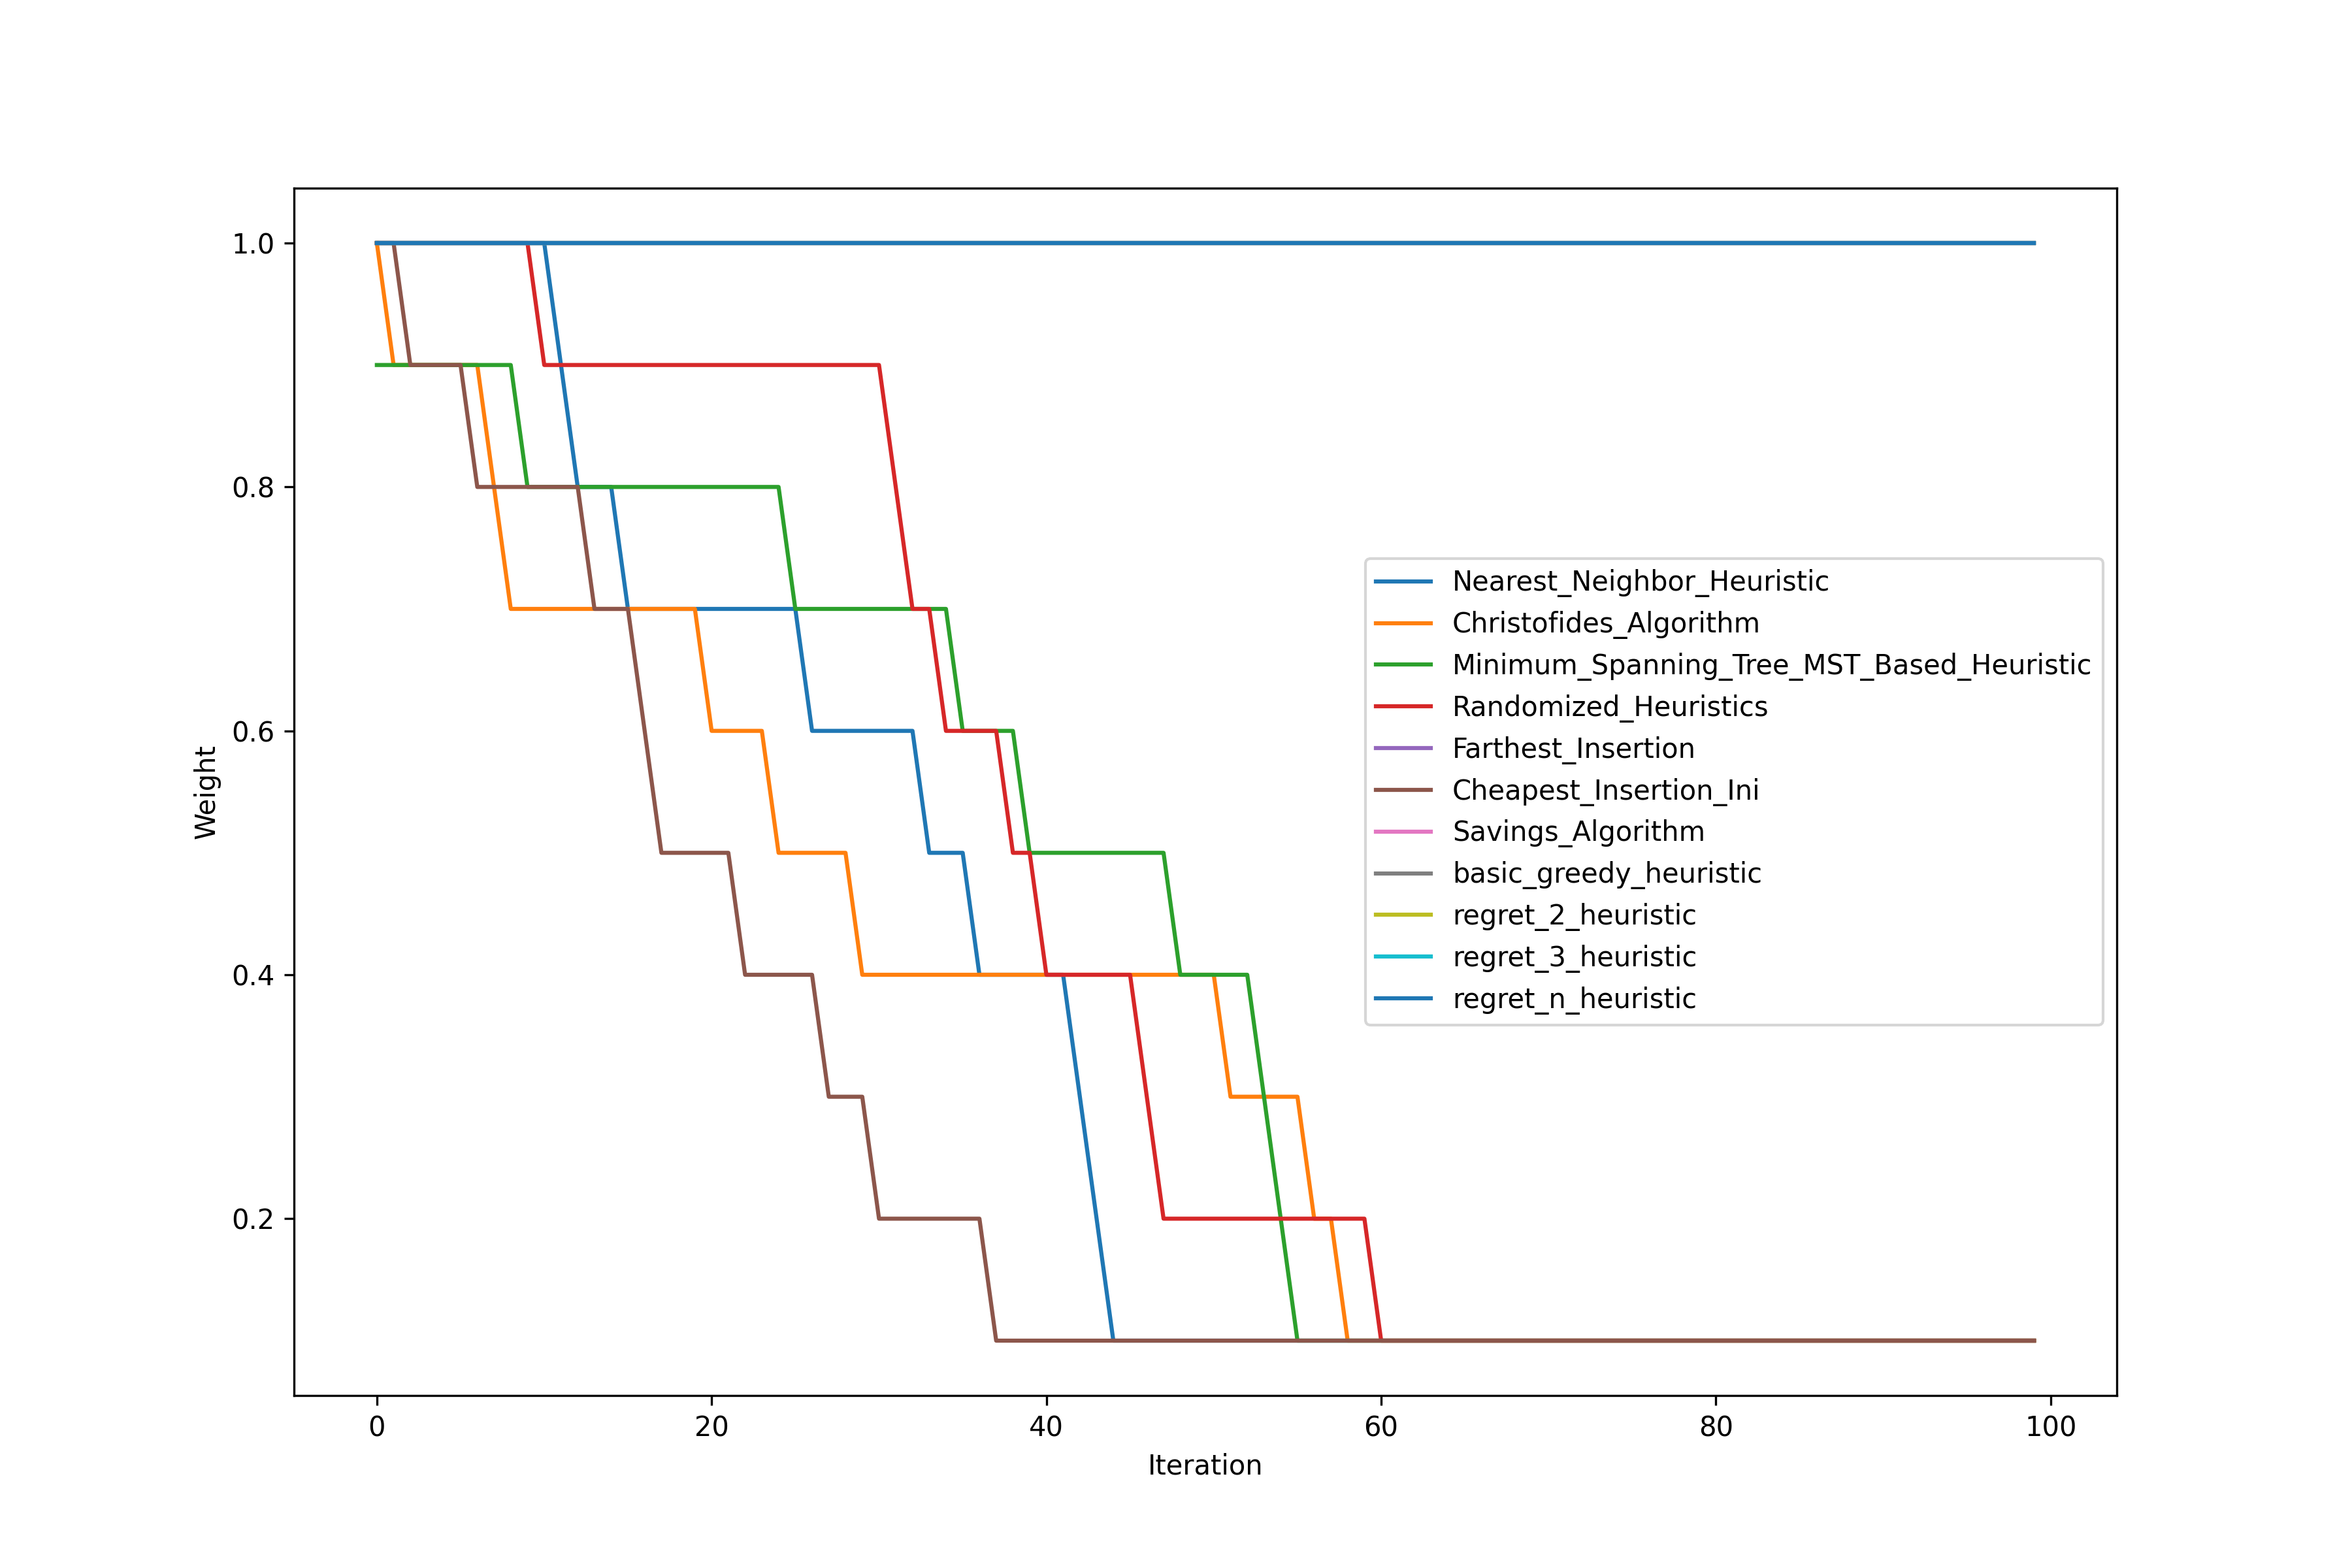 1.0
0.8
0.6
0.4
0.2
Weight
0 20 40 60 80 100
Iteration
Nearest_Neighbor_Heuristic
Christofides_Algorithm
Minimum_Spanning_Tree_MST_Based_Heuristic
Randomized_Heuristics
Farthest_Insertion
Cheapest_Insertion_Ini
Savings_Algorithm
basic_greedy_heuristic
regret_2_heuristic
regret_3_heuristic
regret_n_heuristic